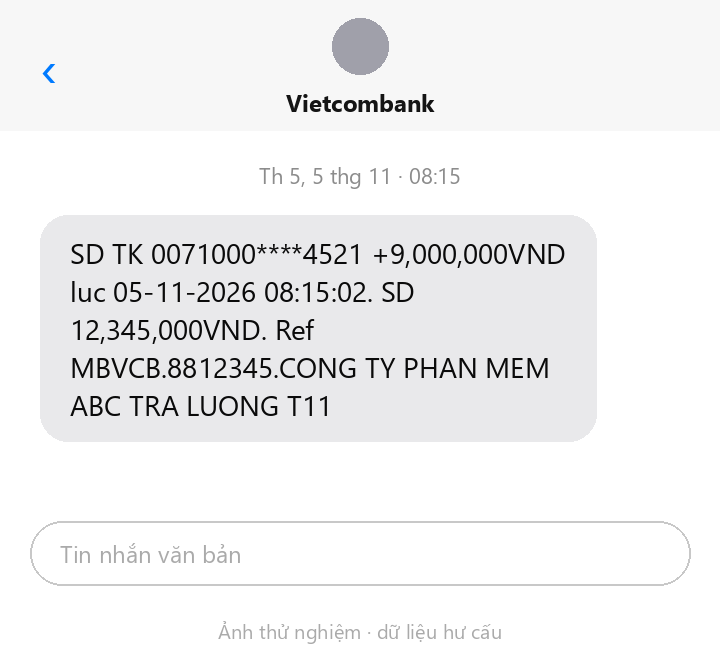 Vietcombank
Th 5, 5 thg 11 · 08:15
SD TK 0071000****4521 +9,000,000VND
luc 05-11-2026 08:15:02. SD
12,345,000VND. Ref
MBVCB.8812345.CONG TY PHAN MEM
ABC TRA LUONG T11
Tin nhắn văn bản
Ảnh thử nghiệm · dữ liệu hư cấu